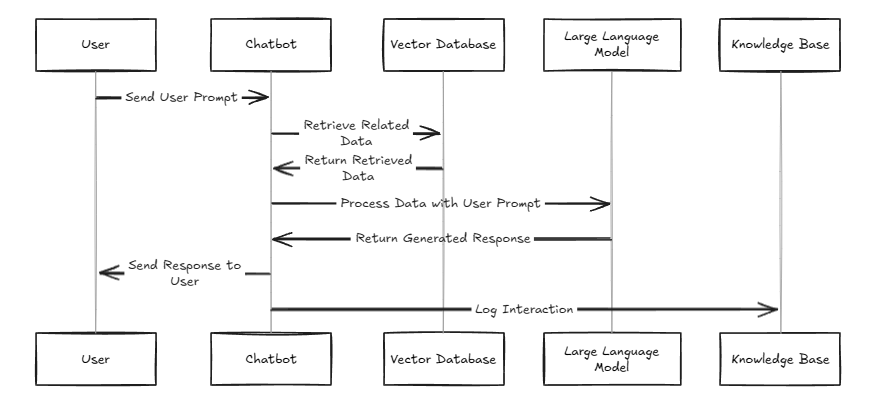 User
Chatbot
Vector Database
Large Language
Model
Knowledge Base
Send User Prompt
Retrieve Related
Data
Return Retrieved
Data
Process Data with User Prompt
Return Generated Response
Send Response to
User
Log Interaction
User
Chatbot
Vector Database
Large Language
Model
Knowledge Base